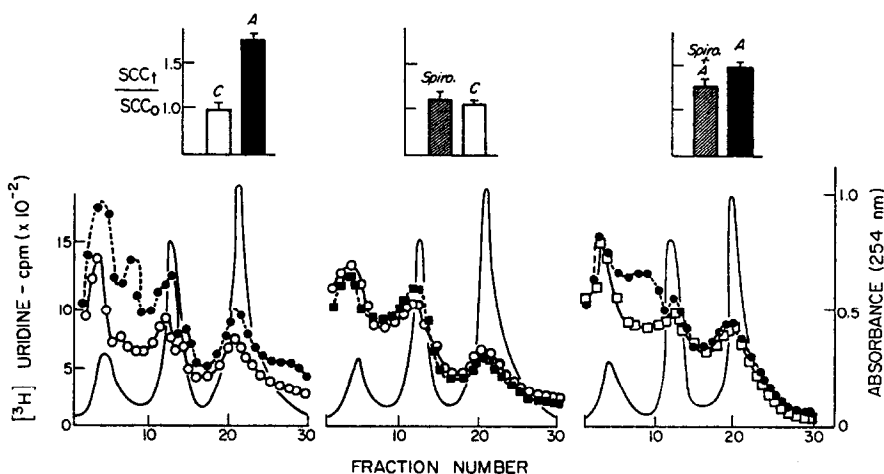 A
C
1.5
1.0
SCCt
SCCo
Spiro.
C
Spiro.
+
A
A
[³H] URIDINE - cpm (x 10⁻²)
15
10
5
0
10
20
30
10
20
30
10
20
30
1.0
0.5
0
ABSORBANCE (254 nm)
FRACTION NUMBER